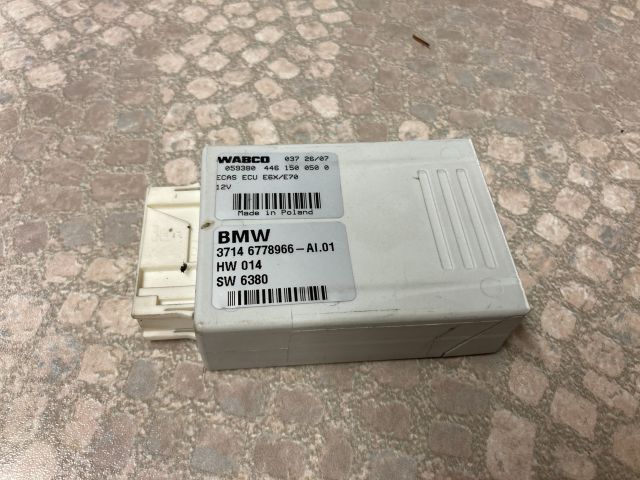 WABCO 037 26/07
059380 446 150 050 0
ECAS ECU E6X/E70
12V
Made in Poland
BMW
3714 6778966-AI.01
HW 014
SW 6380